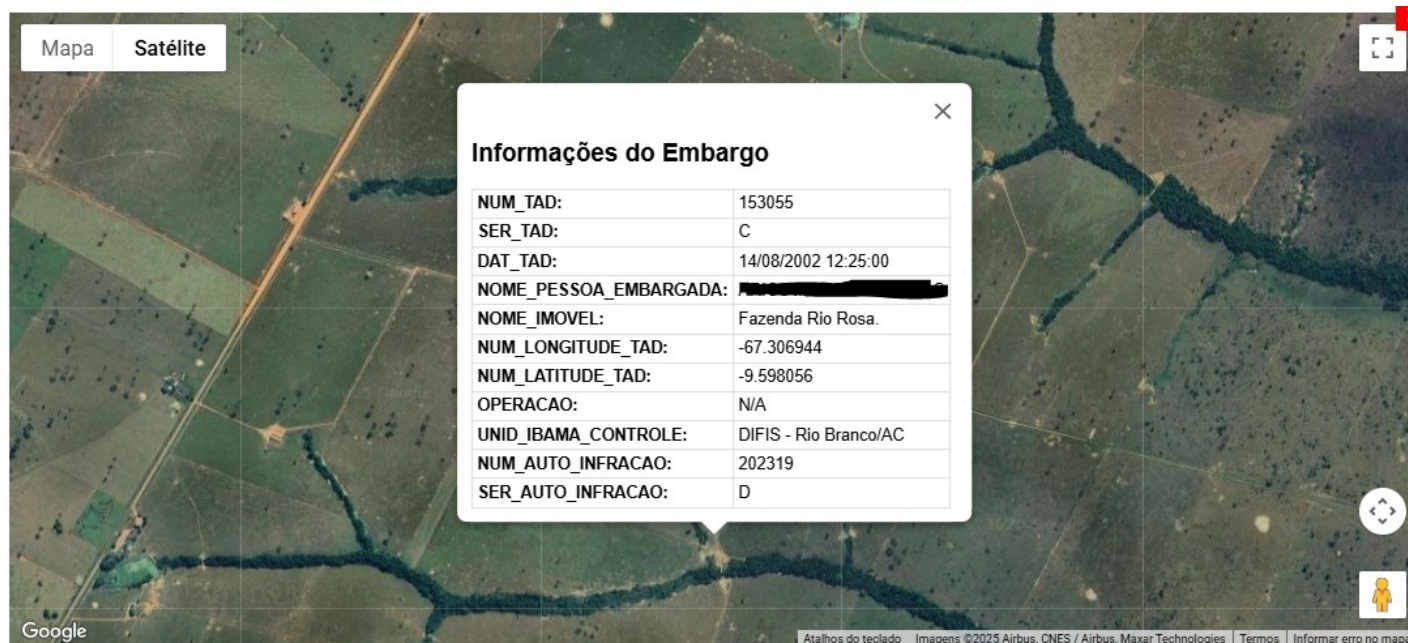 Mapa Satélite
Informações do Embargo
NUM_TAD: 153055
SER_TAD: C
DAT_TAD: 14/08/2002 12:25:00
NOME_PESSOA_EMBARGADA:
NOME_IMOVEL: Fazenda Rio Rosa.
NUM_LONGITUDE_TAD: -67.306944
NUM_LATITUDE_TAD: -9.598056
OPERACAO: N/A
UNID_IBAMA_CONTROLE: DIFIS - Rio Branco/AC
NUM_AUTO_INFRACAO: 202319
SER_AUTO_INFRACAO: D
Google
Atalhos do teclado Imagens ©2025 Airbus, CNES / Airbus, Maxar Technologies Termos Informar erro no mapa